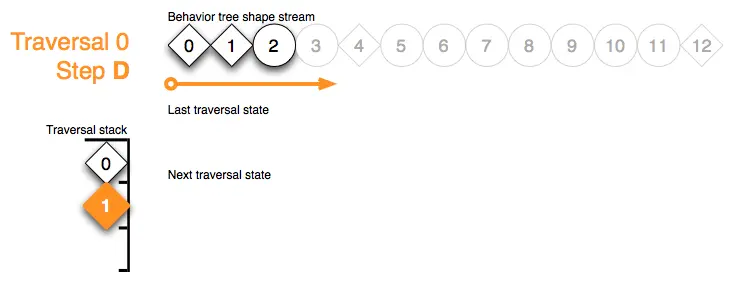 Behavior tree shape stream
Traversal 0
Step D
0 1 2 3 4 5 6 7 8 9 10 11 12
Last traversal state
Traversal stack
0
Next traversal state
1